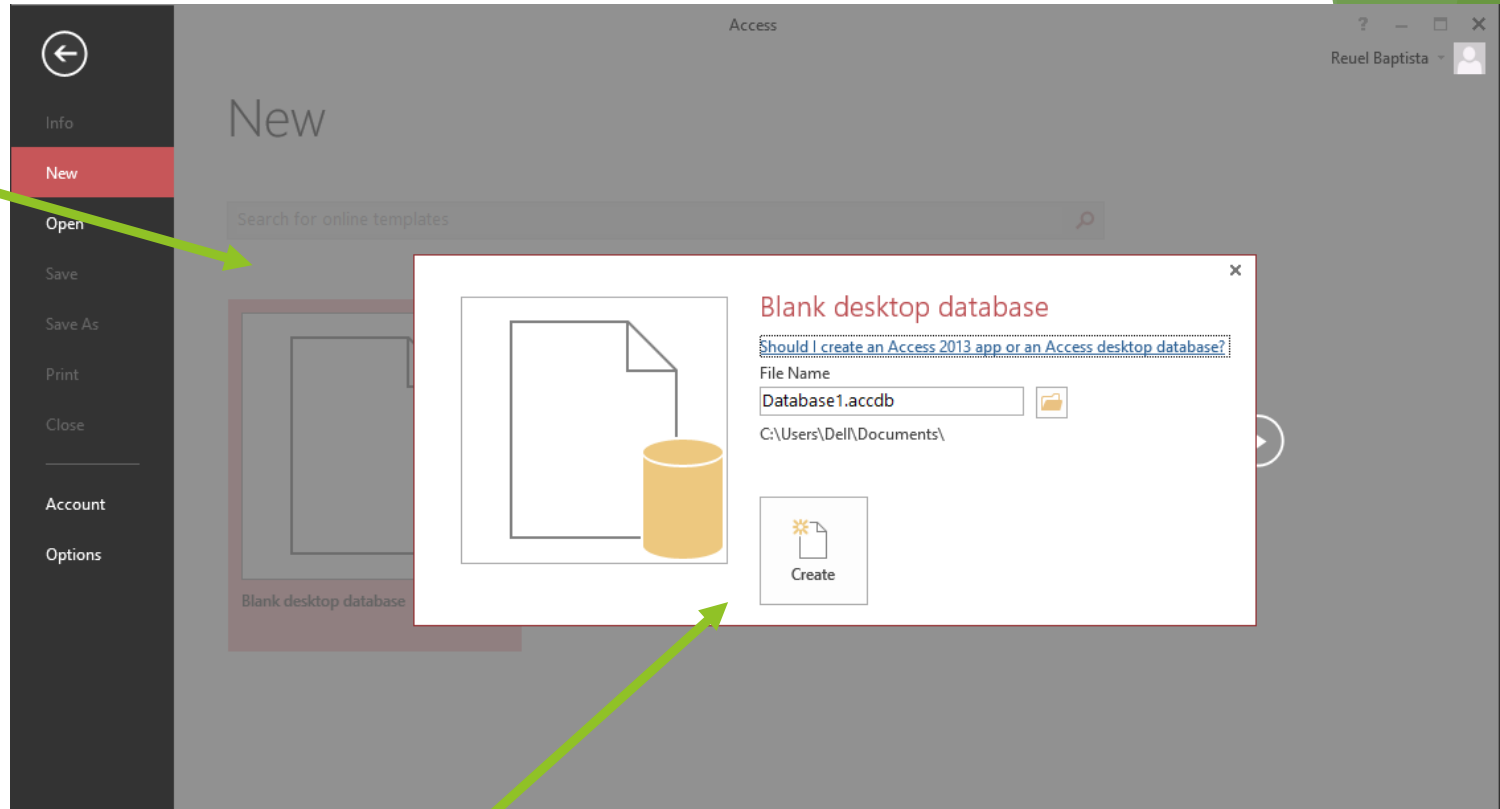 Access
? – □ ×
Reuel Baptista
Info
New
Open
Save
Save As
Print
Close
Account
Options
New
Search for online templates
Blank desktop database
Blank desktop database
Should I create an Access 2013 app or an Access desktop database?
File Name
Database1.accdb
C:\Users\Dell\Documents\
Create